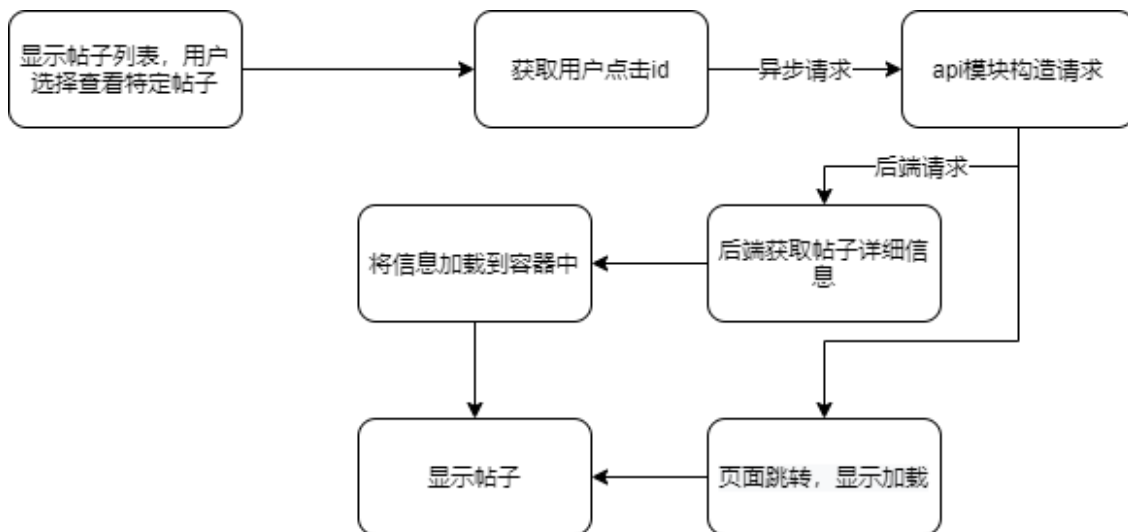 显示帖子列表，用户
选择查看特定帖子
获取用户点击id
异步请求
api模块构造请求
后端请求
将信息加载到容器中
后端获取帖子详细信
息
显示帖子
页面跳转，显示加载